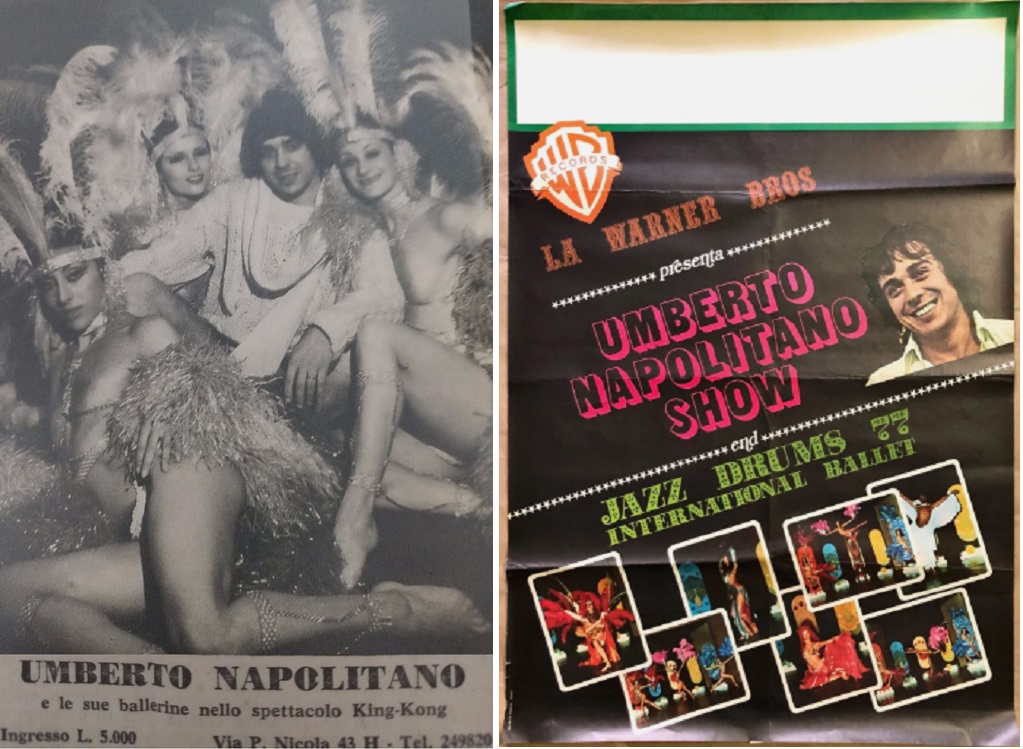 UMBERTO NAPOLITANO
e le sue ballerine nello spettacolo King-Kong
Ingresso L. 5.000
Via P. Nicola 43 H - Tel. 249820
WB
RECORDS
LA WARNER BROS
presenta
UMBERTO
NAPOLITANO
SHOW
end
JAZZ DRUMS 77
INTERNATIONAL BALLET